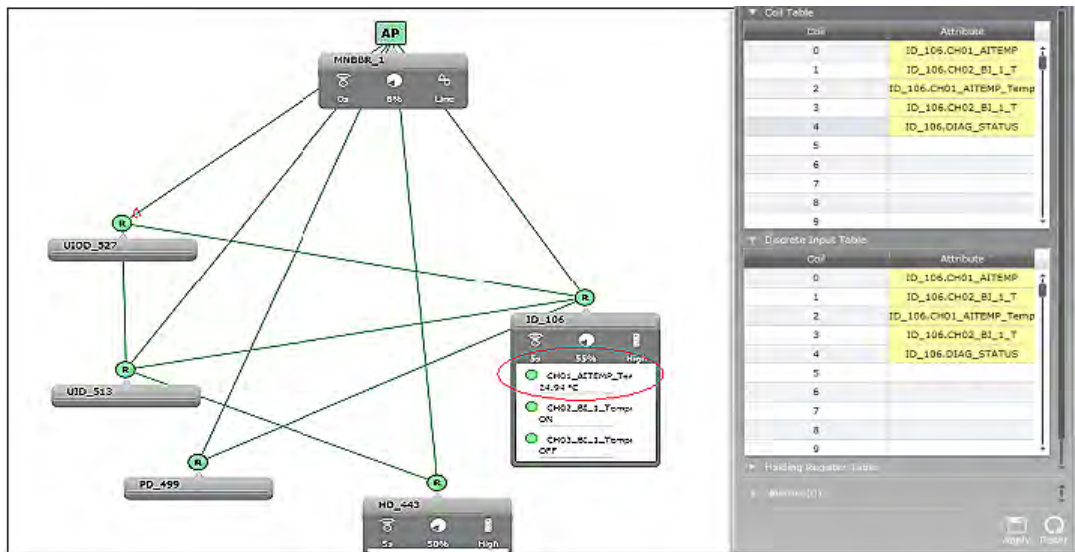 AP
MNBBR_1
0s 8% Line
R
UIOD_527
R
ID_106
5s 55% High
CH01_AITEMP_Ter
24.94 °C
CH02_BI_1_Tempe
ON
CH03_BI_1_Tempe
OFF
R
UID_513
R
PD_499
R
HD_443
5s 50% High
Coil Table
Coil Attribute
0 ID_106.CH01_AITEMP
1 ID_106.CH02_BI_1_T
2 ID_106.CH01_AITEMP_Temp
3 ID_106.CH02_BI_1_T
4 ID_106.DIAG_STATUS
5
6
7
8
9
Discrete Input Table
Coil Attribute
0 ID_106.CH01_AITEMP
1 ID_106.CH02_BI_1_T
2 ID_106.CH01_AITEMP_Temp
3 ID_106.CH02_BI_1_T
4 ID_106.DIAG_STATUS
5
6
7
8
9
Holding Register Table
Apply Reset